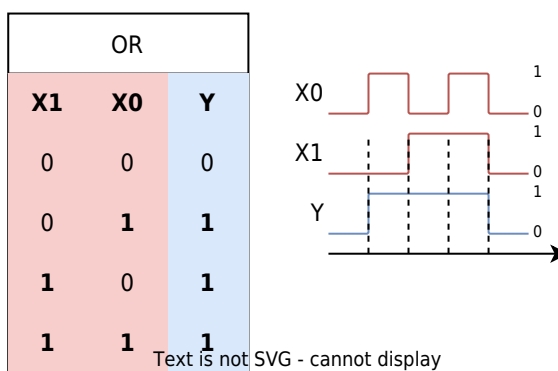 OR
X1 X0 Y
0 0 0
0 1 1
1 0 1
1 1 1
X0 1
0
X1 1
0
Y 1
0
Text is not SVG - cannot display